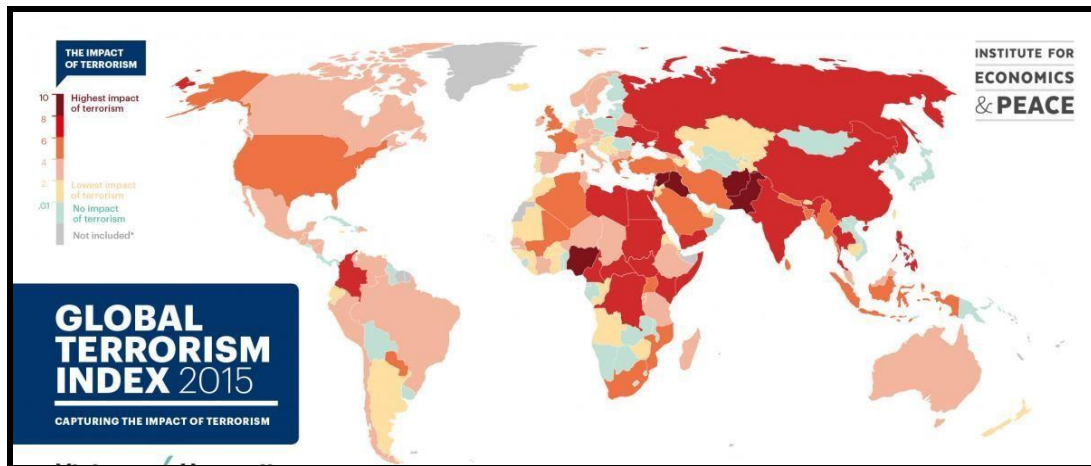 THE IMPACT
OF TERRORISM
10
Highest impact
of terrorism
8
6
4
2
Lowest impact
of terrorism
.01
No impact
of terrorism
Not included*
INSTITUTE FOR
ECONOMICS
& PEACE
GLOBAL
TERRORISM
INDEX 2015
CAPTURING THE IMPACT OF TERRORISM